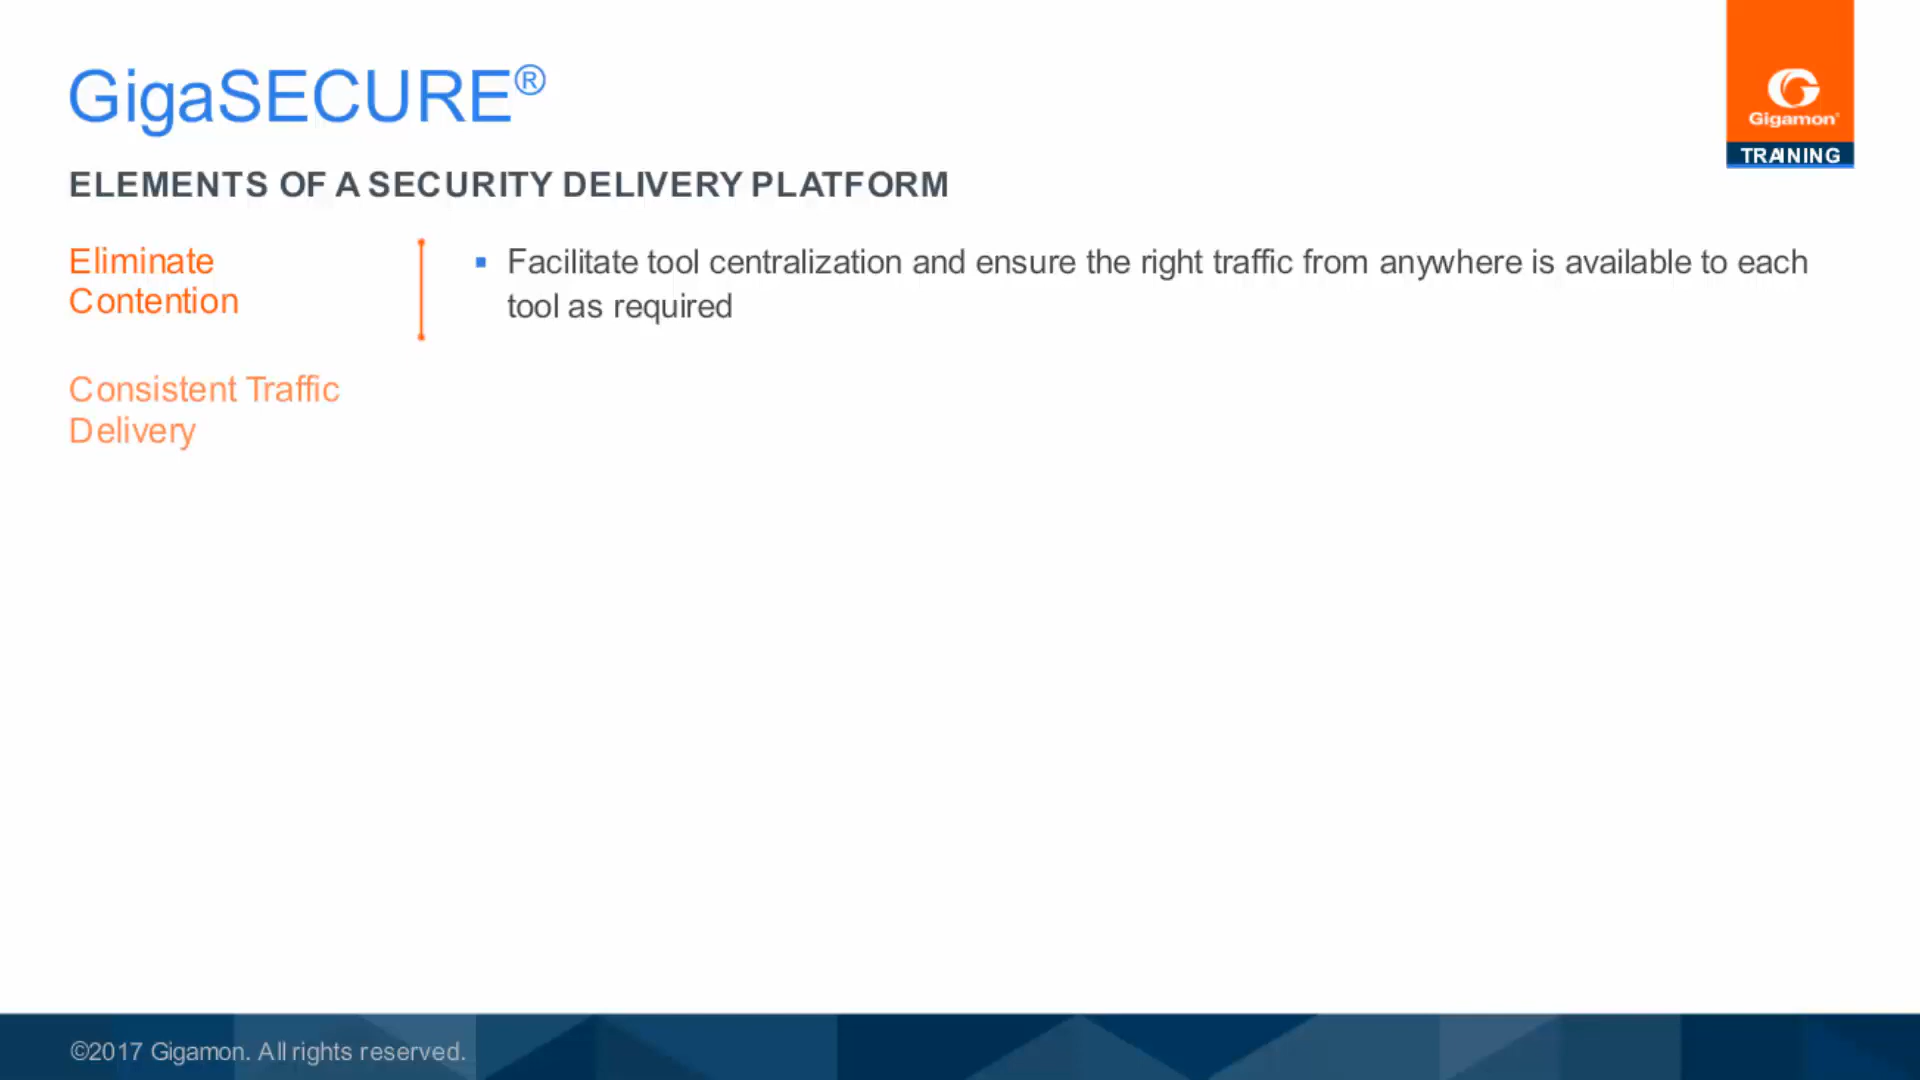 GigaSECURE®
Gigamon®
TRAINING
ELEMENTS OF A SECURITY DELIVERY PLATFORM
Eliminate
Contention
▪ Facilitate tool centralization and ensure the right traffic from anywhere is available to each
tool as required
Consistent Traffic
Delivery
©2017 Gigamon. All rights reserved.